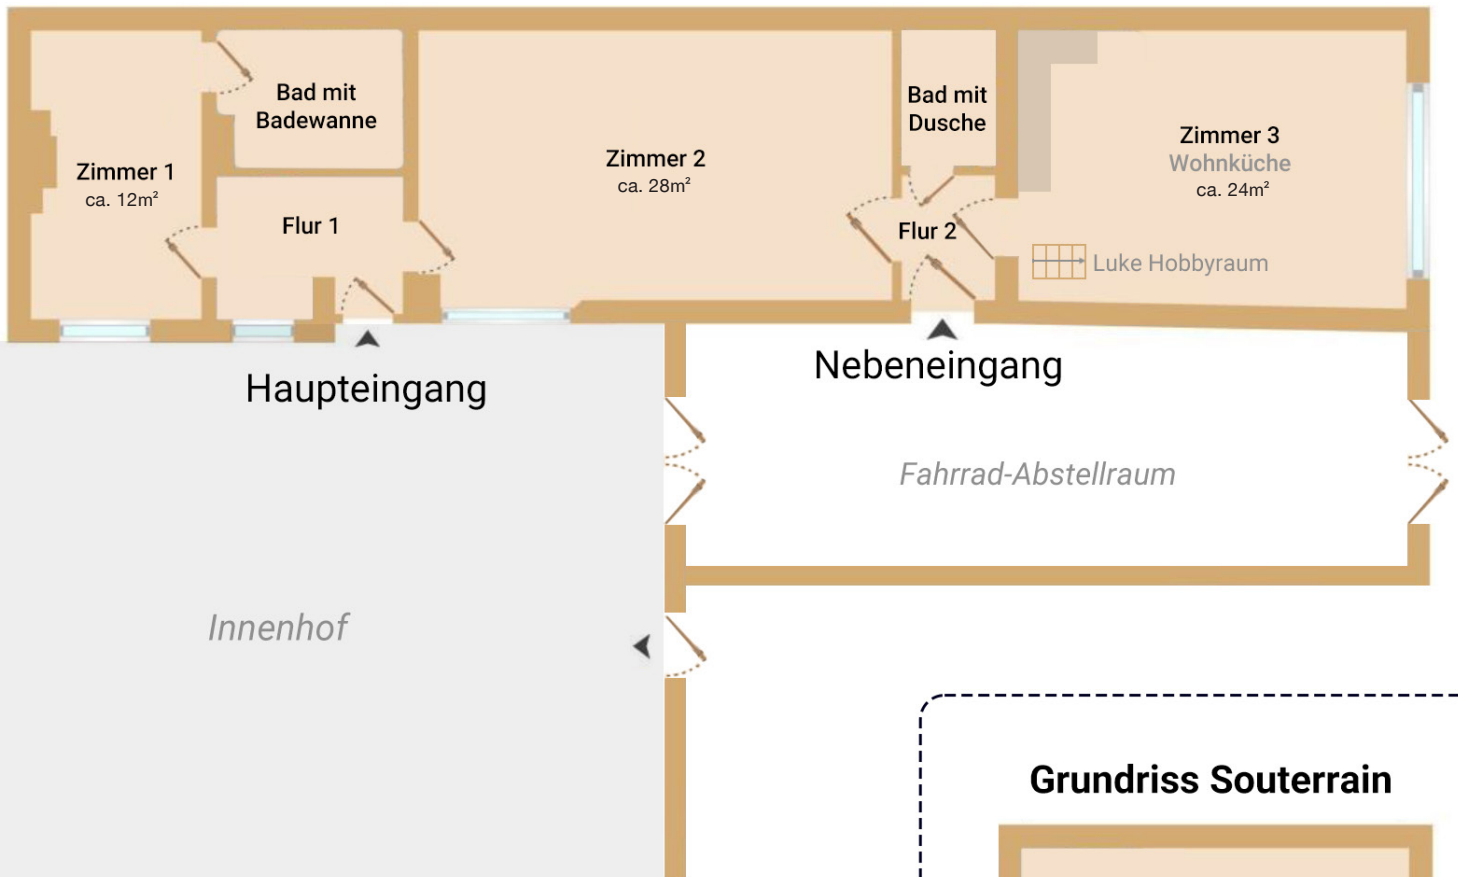 Bad mit
Badewanne
Zimmer 1
ca. 12m²
Flur 1
Zimmer 2
ca. 28m²
Bad mit
Dusche
Flur 2
Zimmer 3
Wohnküche
ca. 24m²
Luke Hobbyraum
Haupteingang
Nebeneingang
Fahrrad-Abstellraum
Innenhof
Grundriss Souterrain